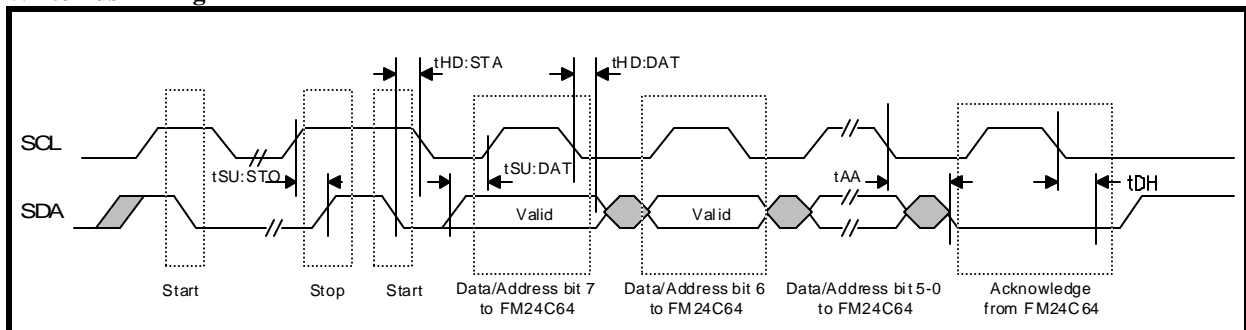 tHD:STA
tHD:DAT
SCL
tSU:STO
tSU:DAT
tAA
tDH
SDA
Valid
Valid
Start
Stop
Start
Data/Address bit 7
to FM24C64
Data/Address bit 6
to FM24C64
Data/Address bit 5-0
to FM24C64
Acknowledge
from FM24C64